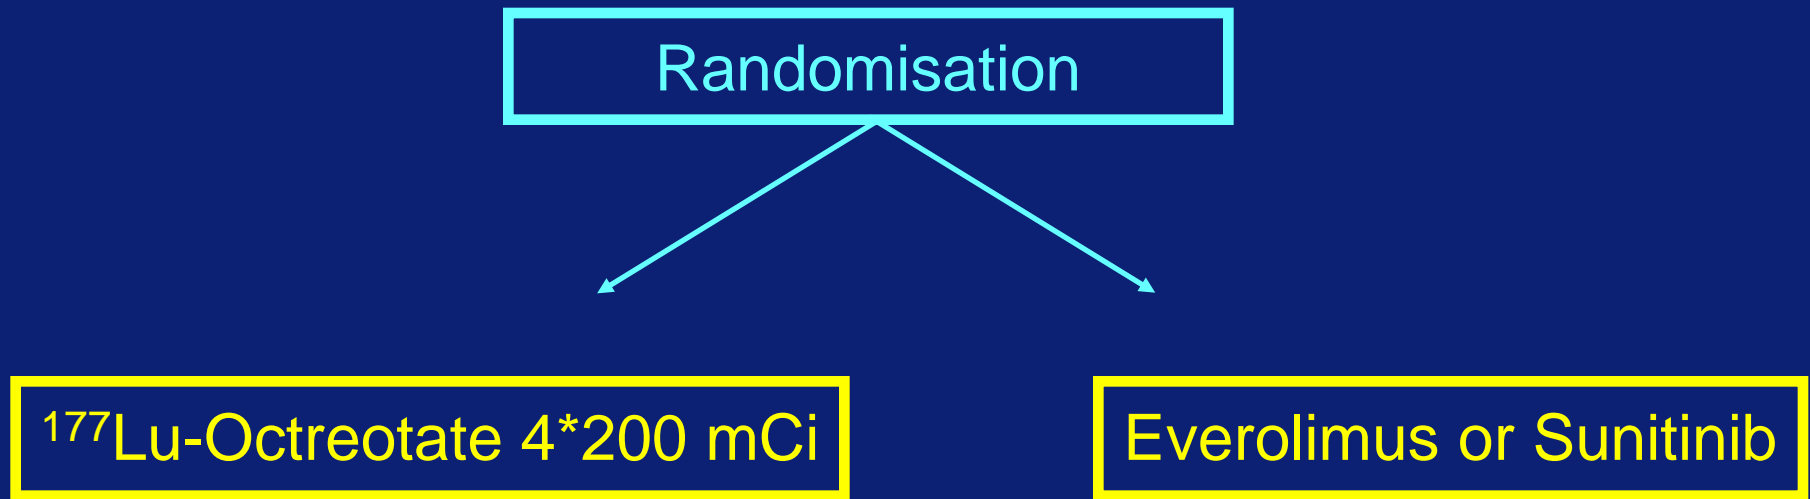 Randomisation
¹⁷⁷Lu-Octreotate 4*200 mCi
Everolimus or Sunitinib